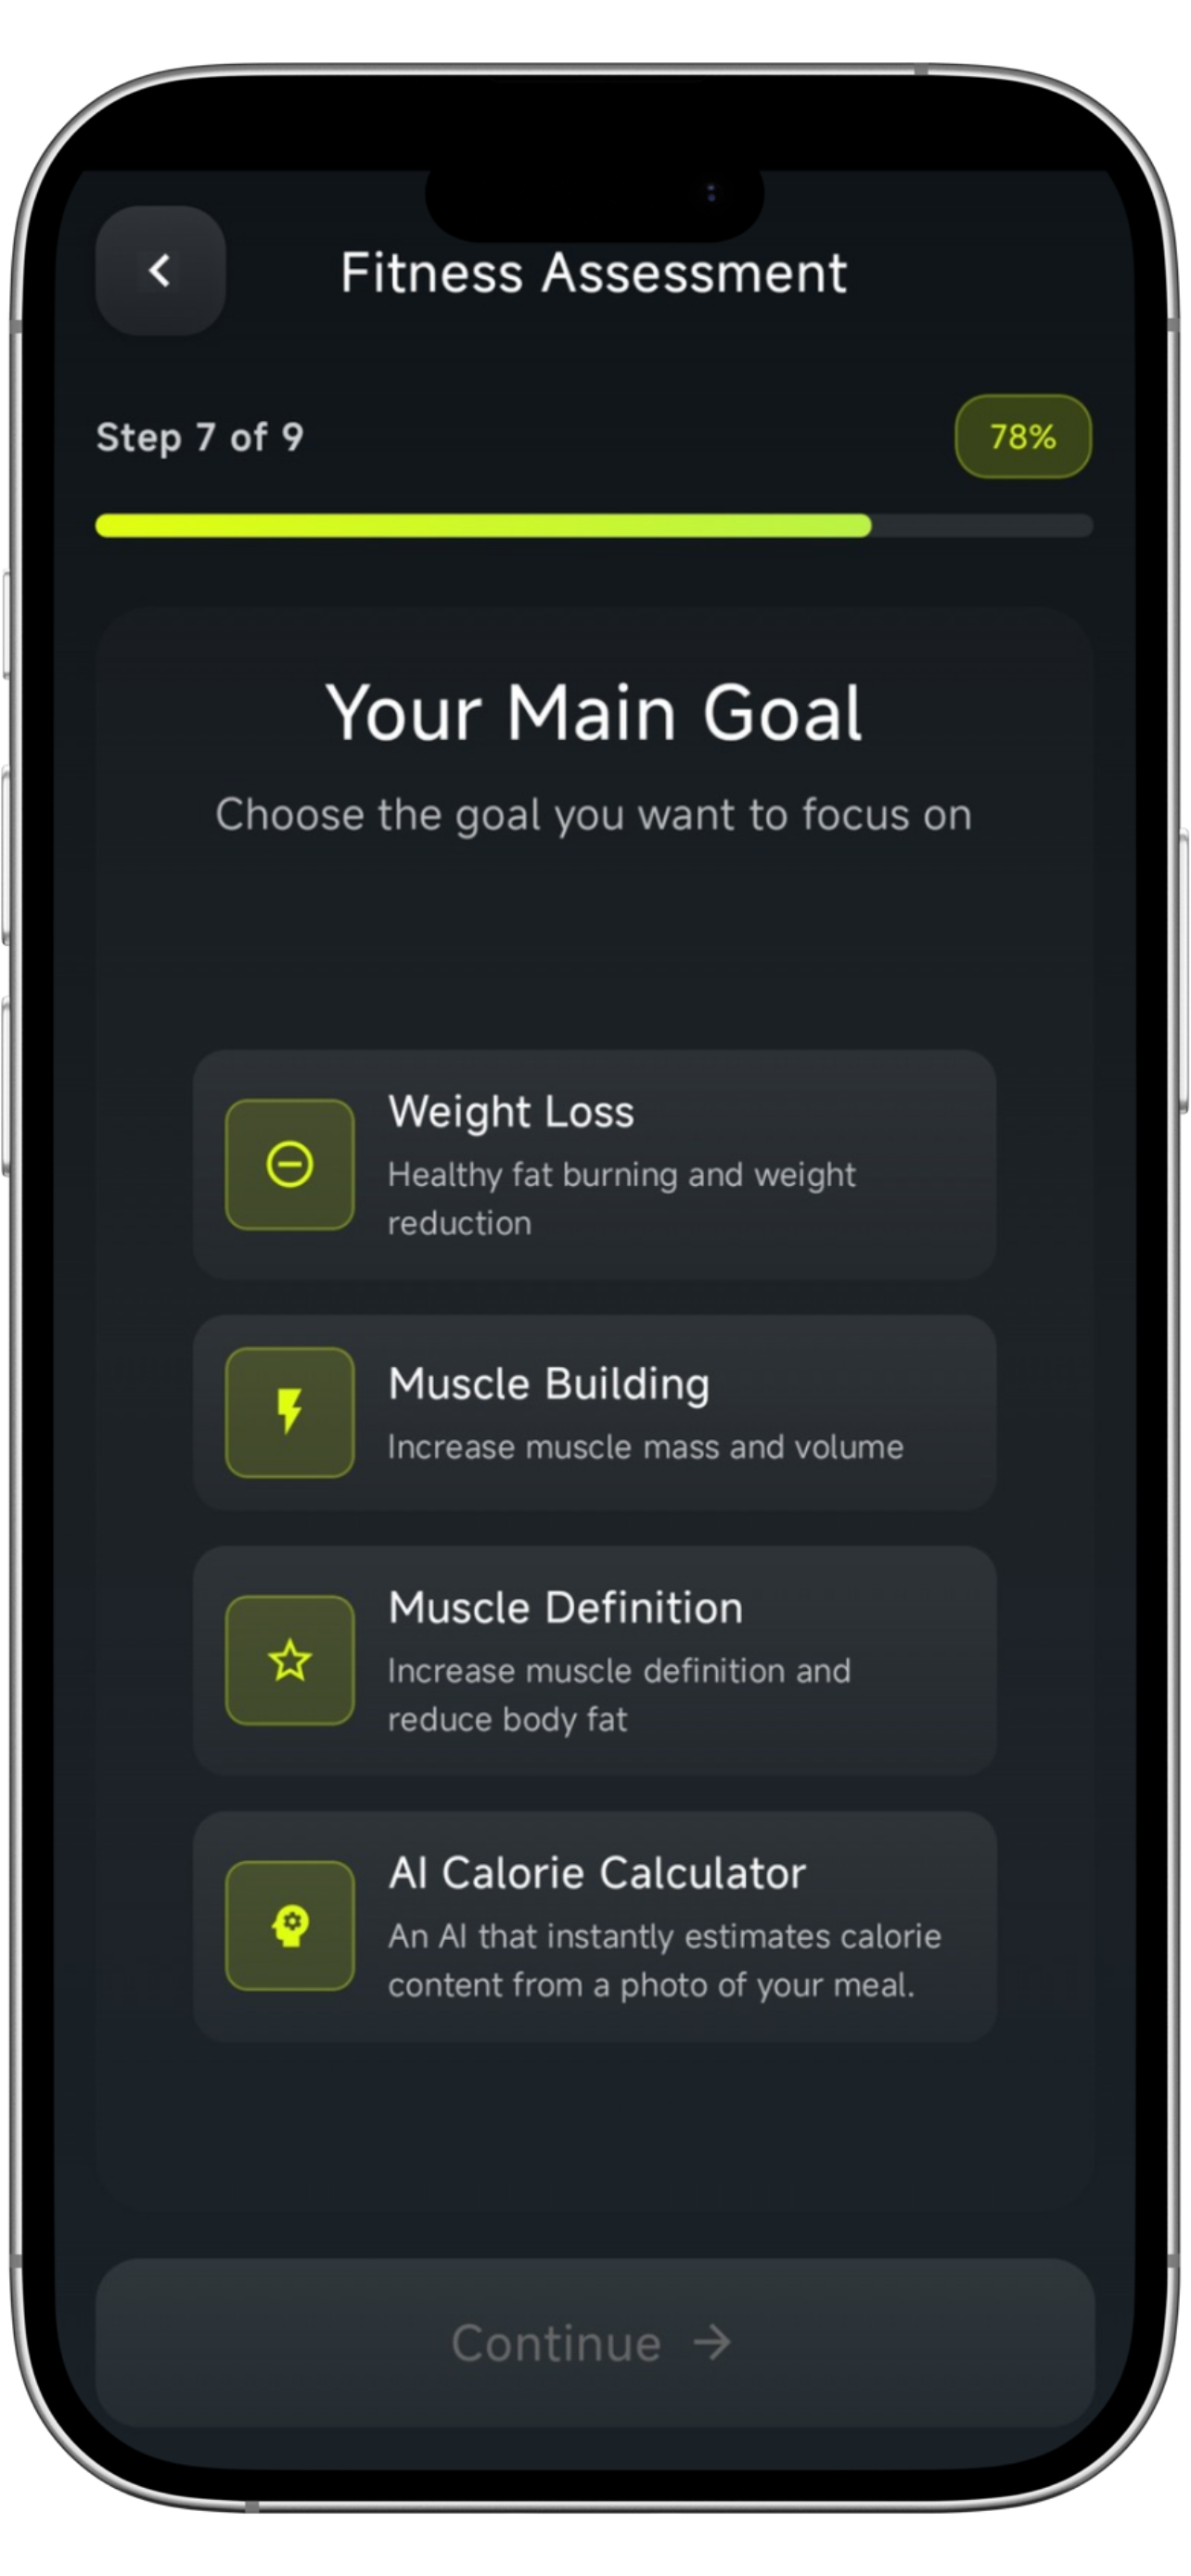 Fitness Assessment
Step 7 of 9
78%
Your Main Goal
Choose the goal you want to focus on
Weight Loss
Healthy fat burning and weight
reduction
Muscle Building
Increase muscle mass and volume
Muscle Definition
Increase muscle definition and
reduce body fat
AI Calorie Calculator
An AI that instantly estimates calorie
content from a photo of your meal.
Continue →